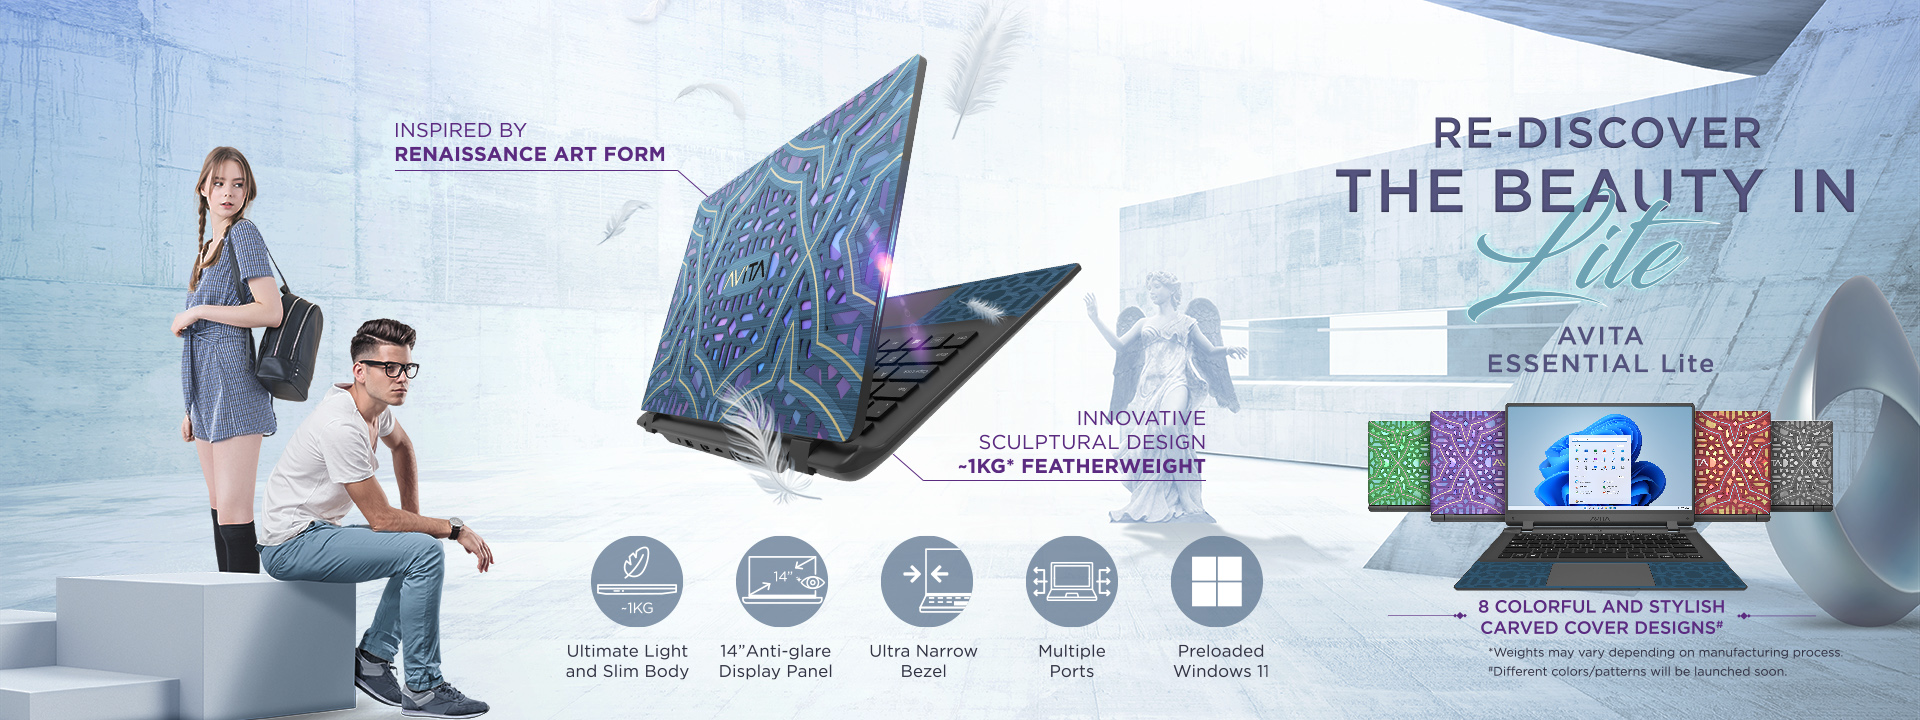 INSPIRED BY
RENAISSANCE ART FORM
AVITA
INNOVATIVE
SCULPTURAL DESIGN
~1KG* FEATHERWEIGHT
~1KG
14”
Ultimate Light
and Slim Body
14”Anti-glare
Display Panel
Ultra Narrow
Bezel
Multiple
Ports
Preloaded
Windows 11
RE-DISCOVER
THE BEAUTY IN
Lite
AVITA
ESSENTIAL Lite
AVITA
8 COLORFUL AND STYLISH
CARVED COVER DESIGNS#
*Weights may vary depending on manufacturing process.
#Different colors/patterns will be launched soon.